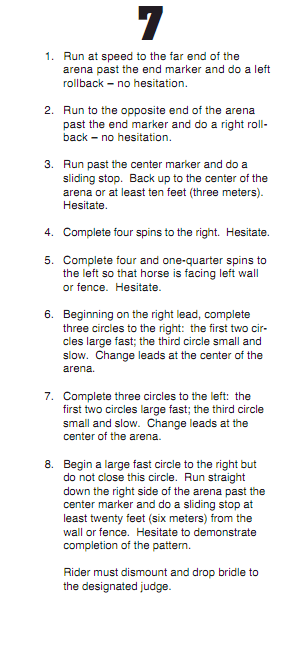 7
1. Run at speed to the far end of the
arena past the end marker and do a left
rollback – no hesitation.
2. Run to the opposite end of the arena
past the end marker and do a right roll-
back – no hesitation.
3. Run past the center marker and do a
sliding stop. Back up to the center of the
arena or at least ten feet (three meters).
Hesitate.
4. Complete four spins to the right. Hesitate.
5. Complete four and one-quarter spins to
the left so that horse is facing left wall
or fence. Hesitate.
6. Beginning on the right lead, complete
three circles to the right: the first two cir-
cles large fast; the third circle small and
slow. Change leads at the center of the
arena.
7. Complete three circles to the left: the
first two circles large fast; the third circle
small and slow. Change leads at the
center of the arena.
8. Begin a large fast circle to the right but
do not close this circle. Run straight
down the right side of the arena past the
center marker and do a sliding stop at
least twenty feet (six meters) from the
wall or fence. Hesitate to demonstrate
completion of the pattern.
Rider must dismount and drop bridle to
the designated judge.